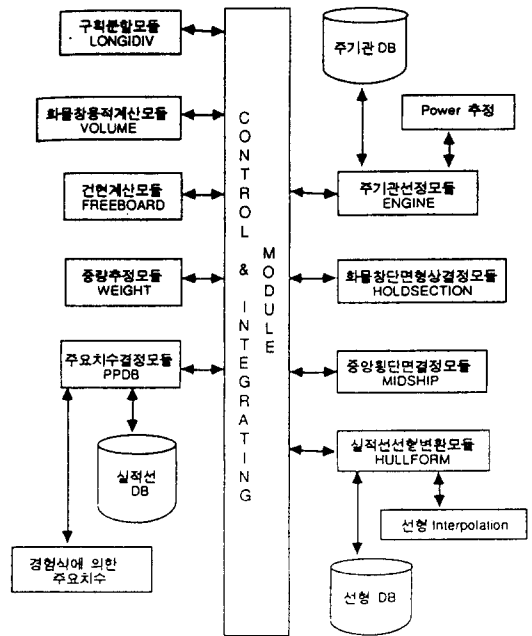 구획분할모듈
LONGIDIV
화물창용적계산모듈
VOLUME
건현계산모듈
FREEBOARD
중량추정모듈
WEIGHT
주요치수결정모듈
PPDB
실적선
DB
경험식에 의한
주요치수
CONTROL & INTEGRATING
MODULE
주기관 DB
Power 추정
주기관선정모듈
ENGINE
화물창단면형상결정모듈
HOLDSECTION
중앙횡단면결정모듈
MIDSHIP
실적선선형변환모듈
HULLFORM
선형 Interpolation
선형 DB